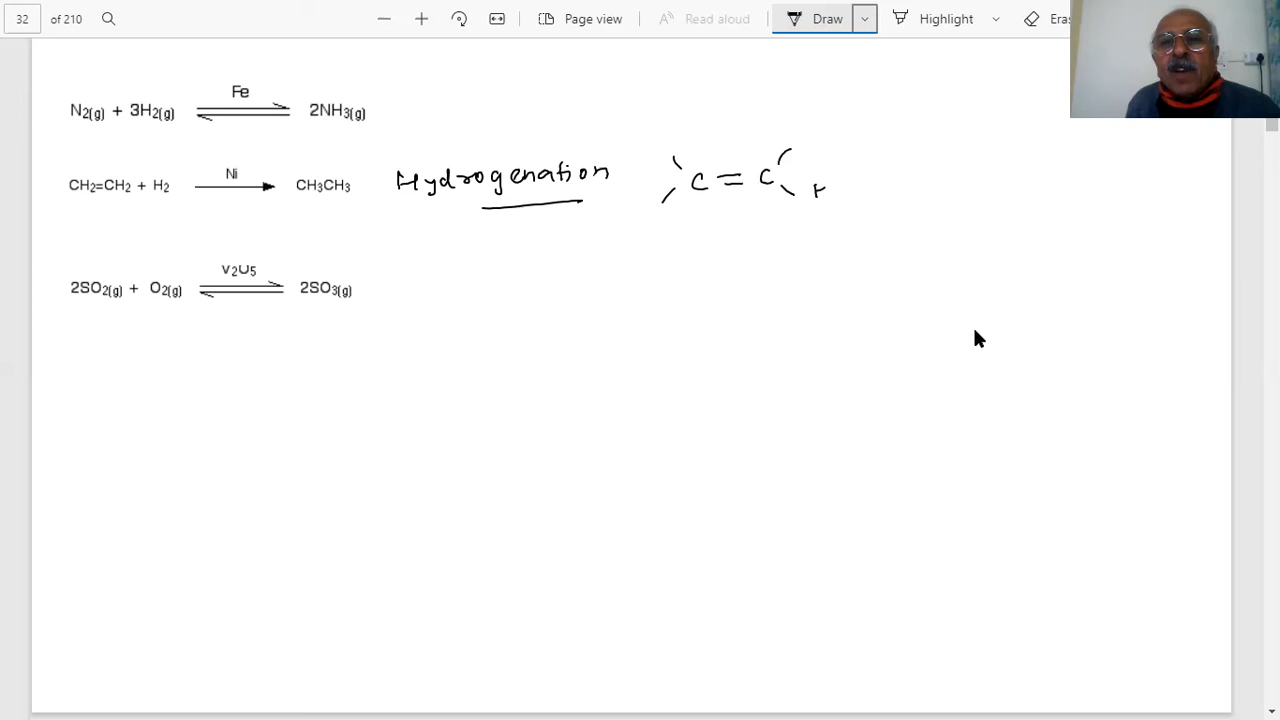 32 of 210 Page view Read aloud Draw Highlight
Fe
N2(g) + 3H2(g) ⇌ 2NH3(g)
Ni
CH2=CH2 + H2 → CH3CH3 Hydrogenation C = C
V2O5
2SO2(g) + O2(g) ⇌ 2SO3(g)